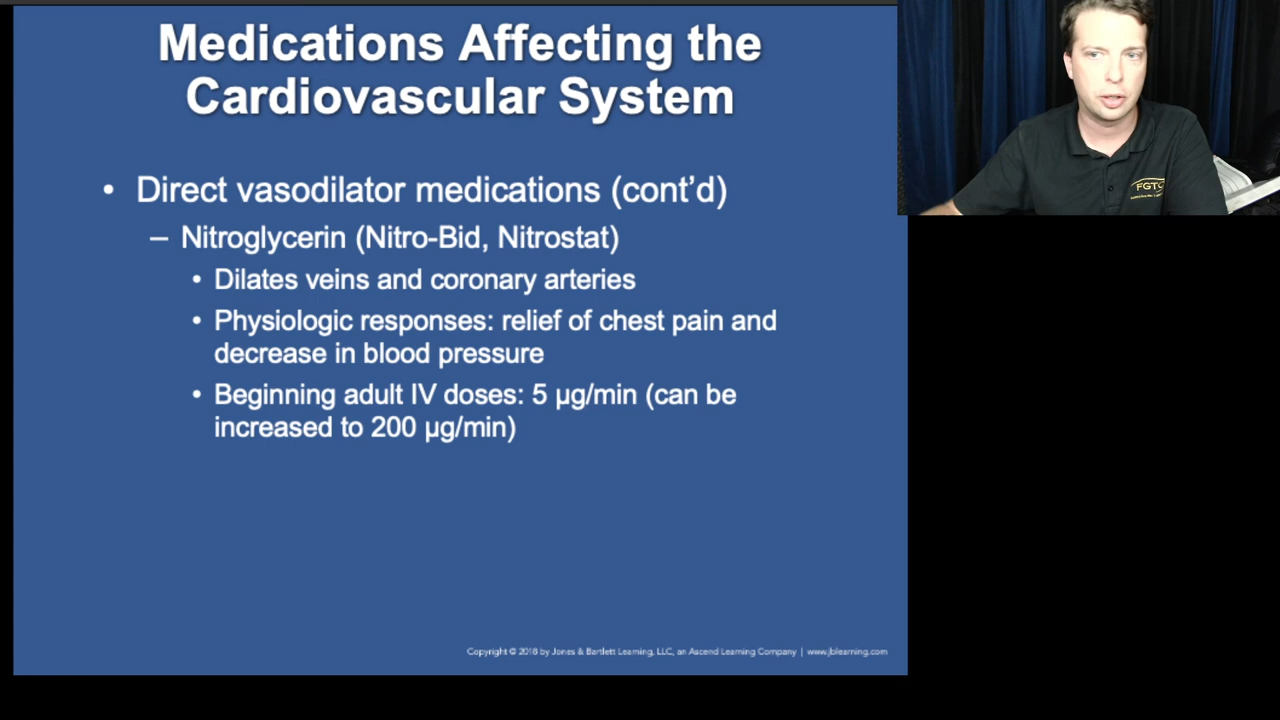 Medications Affecting the
Cardiovascular System
• Direct vasodilator medications (cont’d)
– Nitroglycerin (Nitro-Bid, Nitrostat)
• Dilates veins and coronary arteries
• Physiologic responses: relief of chest pain and
decrease in blood pressure
• Beginning adult IV doses: 5 µg/min (can be
increased to 200 µg/min)
Copyright © 2018 by Jones & Bartlett Learning, LLC, an Ascend Learning Company | www.jblearning.com
FGTC